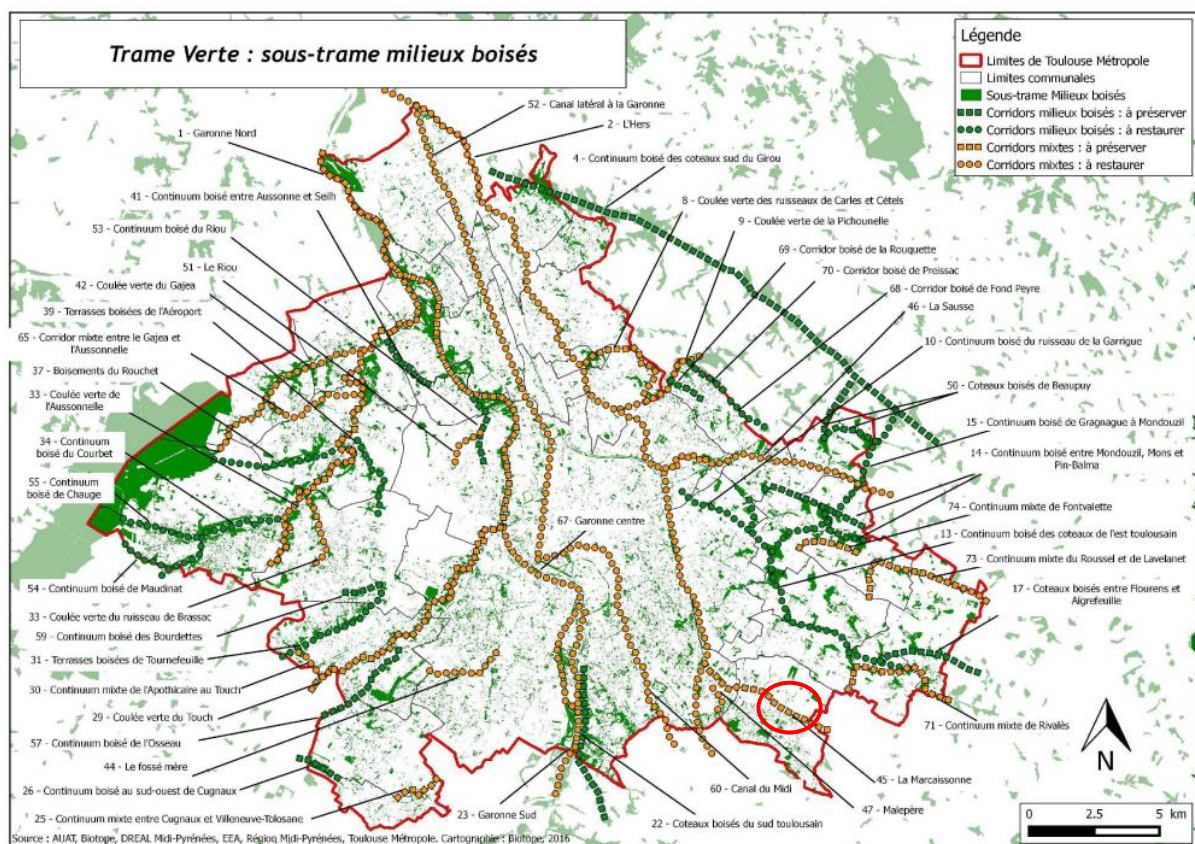 Trame Verte : sous-trame milieux boisés
Légende
Limites de Toulouse Métropole
Limites communales
Sous-trame Milieux boisés
Corridors milieux boisés : à préserver
Corridors milieux boisés : à restaurer
Corridors mixtes : à préserver
Corridors mixtes : à restaurer
52 - Canal latéral à la Garonne
1 - Garonne Nord
2 - L'Hers
4 - Continuum boisé des coteaux sud du Girou
41 - Continuum boisé entre Aussonne et Seilh
8 - Coulée verte des ruisseaux de Carles et Cétels
9 - Coulée verte de la Pichounelle
53 - Continuum boisé du Riou
69 - Corridor boisé de la Rouquette
51 - Le Riou
70 - Corridor boisé de Preissac
42 - Coulée verte du Gajea
68 - Corridor boisé de Fond Peyre
39 - Terrasses boisées de l'Aéroport
46 - La Sausse
65 - Corridor mixte entre le Gajea et
l'Aussonnelle
10 - Continuum boisé du ruisseau de la Garrigue
37 - Boisements du Rouchet
50 - Coteaux boisés de Beaupuy
33 - Coulée verte de
l'Aussonnelle
15 - Continuum boisé de Gragnague à Mondouzil
34 - Continuum
boisé du Courbet
14 - Continuum boisé entre Mondouzil, Mons et
Pin-Balma
55 - Continuum
boisé de Chauge
74 - Continuum mixte de Fontvalette
67 - Garonne centre
13 - Continuum boisé des coteaux de l'est toulousain
73 - Continuum mixte du Roussel et de Lavelanet
54 - Continuum boisé de Maudinat
17 - Coteaux boisés entre Flourens et
Aigrefeuille
33 - Coulée verte du ruisseau de Brassac
59 - Continuum boisé des Bourdettes
31 - Terrasses boisées de Tournefeuille
30 - Continuum mixte de l'Apothicaire au Touch
29 - Coulée verte du Touch
71 - Continuum mixte de Rivalès
57 - Continuum boisé de l'Osseau
44 - Le fossé mère
45 - La Marcaissonne
26 - Continuum boisé au sud-ouest de Cugnaux
60 - Canal du Midi
47 - Malepère
25 - Continuum mixte entre Cugnaux et Villeneuve-Tolosane
23 - Garonne Sud
22 - Coteaux boisés du sud toulousain
N
0 2.5 5 km
Source : AUAT, Biotope, DREAL Midi-Pyrénées, EEA, Région Midi-Pyrénées, Toulouse Métropole. Cartographie : Biotope, 2016